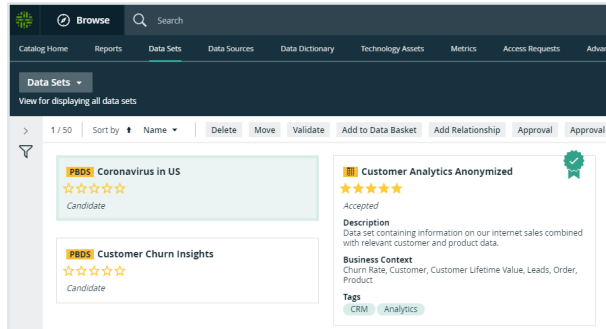 Browse
Search
Catalog Home Reports Data Sets Data Sources Data Dictionary Technology Assets Metrics Access Requests Advan
Data Sets
View for displaying all data sets
1 / 50 Sort by Name Delete Move Validate Add to Data Basket Add Relationship Approval Approval
PBDS Coronavirus in US
Candidate
PBDS Customer Churn Insights
Candidate
Customer Analytics Anonymized
Accepted
Description
Data set containing information on our internet sales combined
with relevant customer and product data.
Business Context
Churn Rate, Customer, Customer Lifetime Value, Leads, Order,
Product
Tags
CRM Analytics